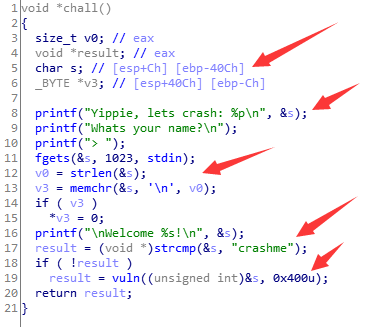 1 void *chall()
2 {
3 size_t v0; // eax
4 void *result; // eax
5 char s; // [esp+Ch] [ebp-40Ch]
6 _BYTE *v3; // [esp+40Ch] [ebp-Ch]
7
8 printf("Yippie, lets crash: %p\n", &s);
9 printf("Whats your name?\n");
10 printf("> ");
11 fgets(&s, 1023, stdin);
12 v0 = strlen(&s);
13 v3 = memchr(&s, '\n', v0);
14 if ( v3 )
15 *v3 = 0;
16 printf("\nWelcome %s!\n", &s);
17 result = (void *)strcmp(&s, "crashme");
18 if ( !result )
19 result = vuln((unsigned int)&s, 0x400u);
20 return result;
21 }